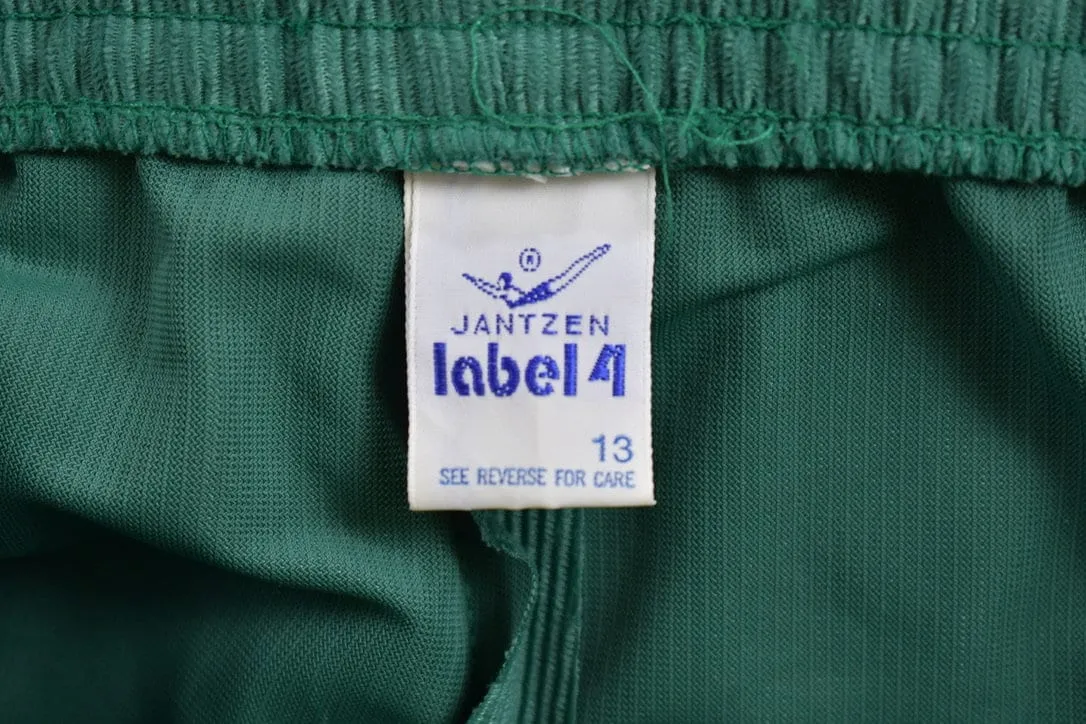 ®
JANTZEN
label 4
13
SEE REVERSE FOR CARE